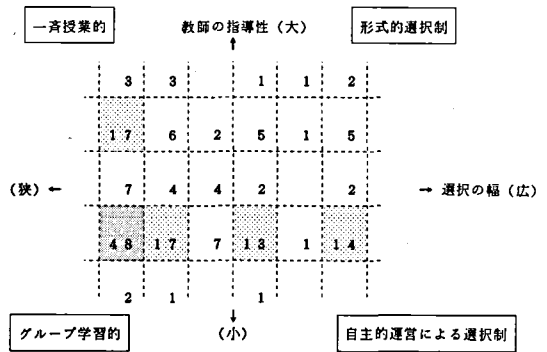 一斉授業的 教師の指導性（大） 形式的選択制
3 3 1 1 2
17 6 2 5 1 5
（狭）← 7 4 4 2 2 → 選択の幅（広）
48 17 7 13 1 14
2 1 1
グループ学習的 （小） 自主的運営による選択制